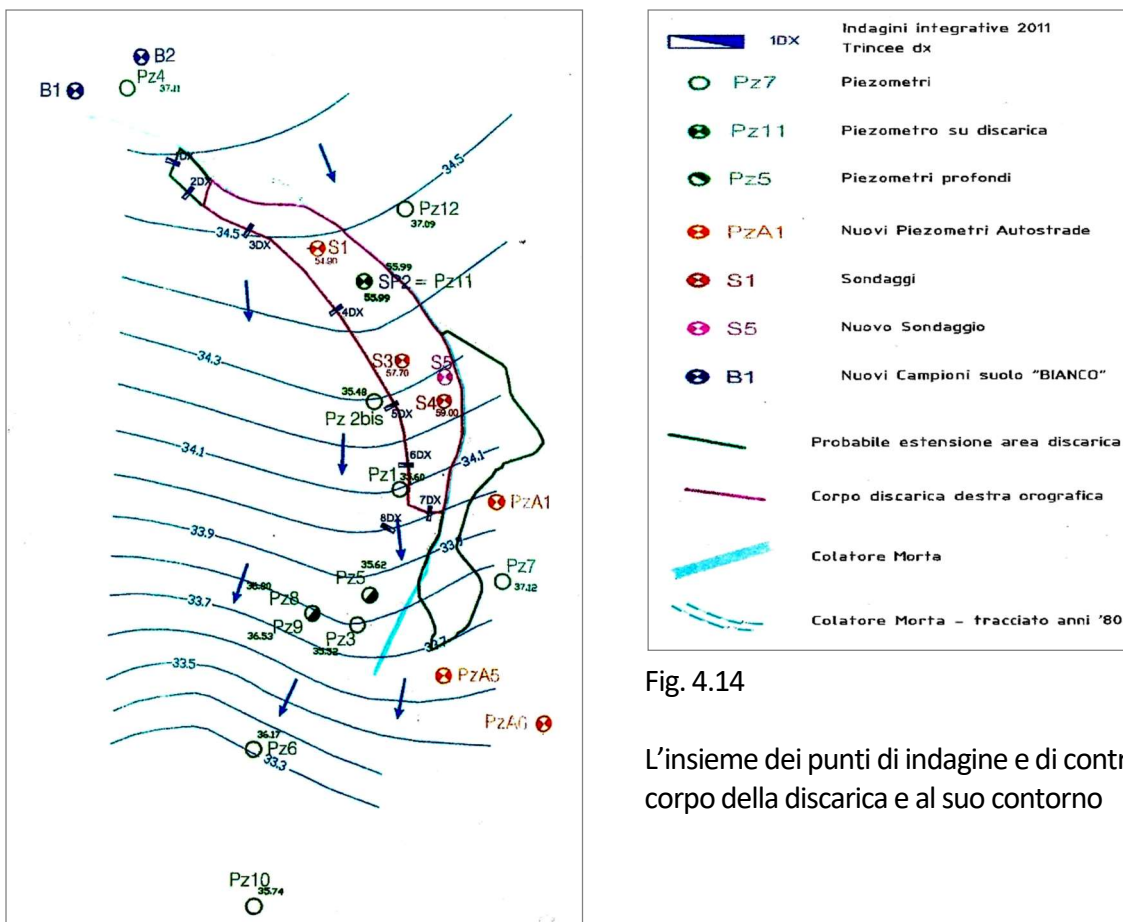 B2
Pz4
37.11
B1
1DX
2DX
34.5
Pz12
37.09
34.5
3DX
S1
51.90
55.99
SP2 = Pz11
55.99
4DX
34.3
S3
57.70
S5
35.48
S4
59.00
Pz 2bis
5DX
34.1
6DX
34.1
Pz1
35.60
7DX
PzA1
8DX
33.9
35.62
Pz5
Pz7
37.12
36.80
Pz8
33.7
Pz9
Pz3
36.53
35.52
33.7
33.5
PzA5
PzA6
36.17
Pz6
33.3
Pz10
35.74
1DX
Indagini integrative 2011
Trincee dx
Pz7
Piezometri
Pz11
Piezometro su discarica
Pz5
Piezometri profondi
PzA1
Nuovi Piezometri Autostrade
S1
Sondaggi
S5
Nuovo Sondaggio
B1
Nuovi Campioni suolo "BIANCO"
Probabile estensione area discarica
Corpo discarica destra orografica
Colatore Morta
Colatore Morta - tracciato anni '80
Fig. 4.14
L'insieme dei punti di indagine e di contr
corpo della discarica e al suo contorno